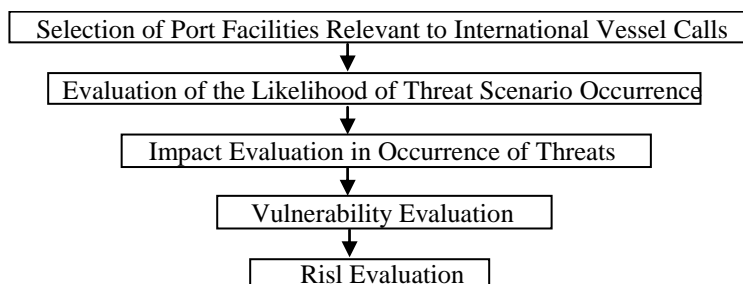 Selection of Port Facilities Relevant to International Vessel Calls
Evaluation of the Likelihood of Threat Scenario Occurrence
Impact Evaluation in Occurrence of Threats
Vulnerability Evaluation
Risl Evaluation